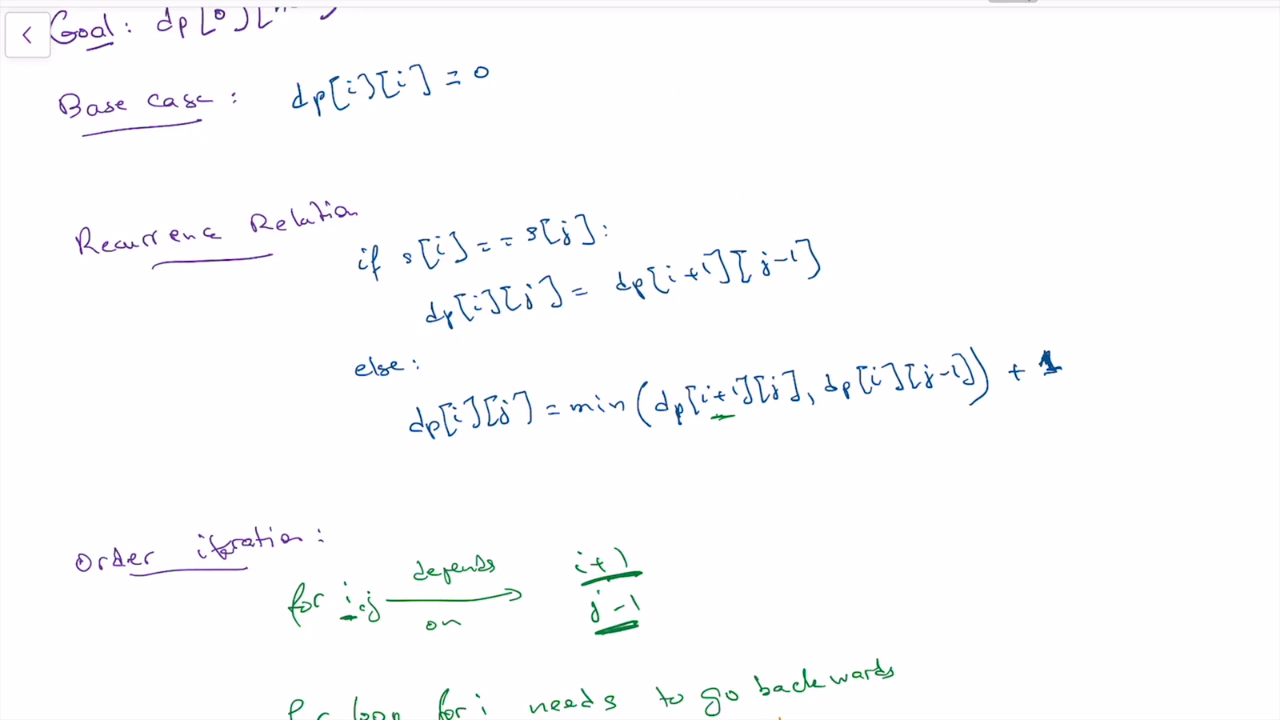 Goal: dp[0][n-
Base case: dp[i][i] = 0
Recurrence Relation
if s[i] == s[j]:
dp[i][j] = dp[i+1][j-1]
else:
dp[i][j] = min(dp[i+1][j], dp[i][j-1]) + 1
Order iteration:
for i,j depends on i+1
j-1
for loop for i needs to go backwards